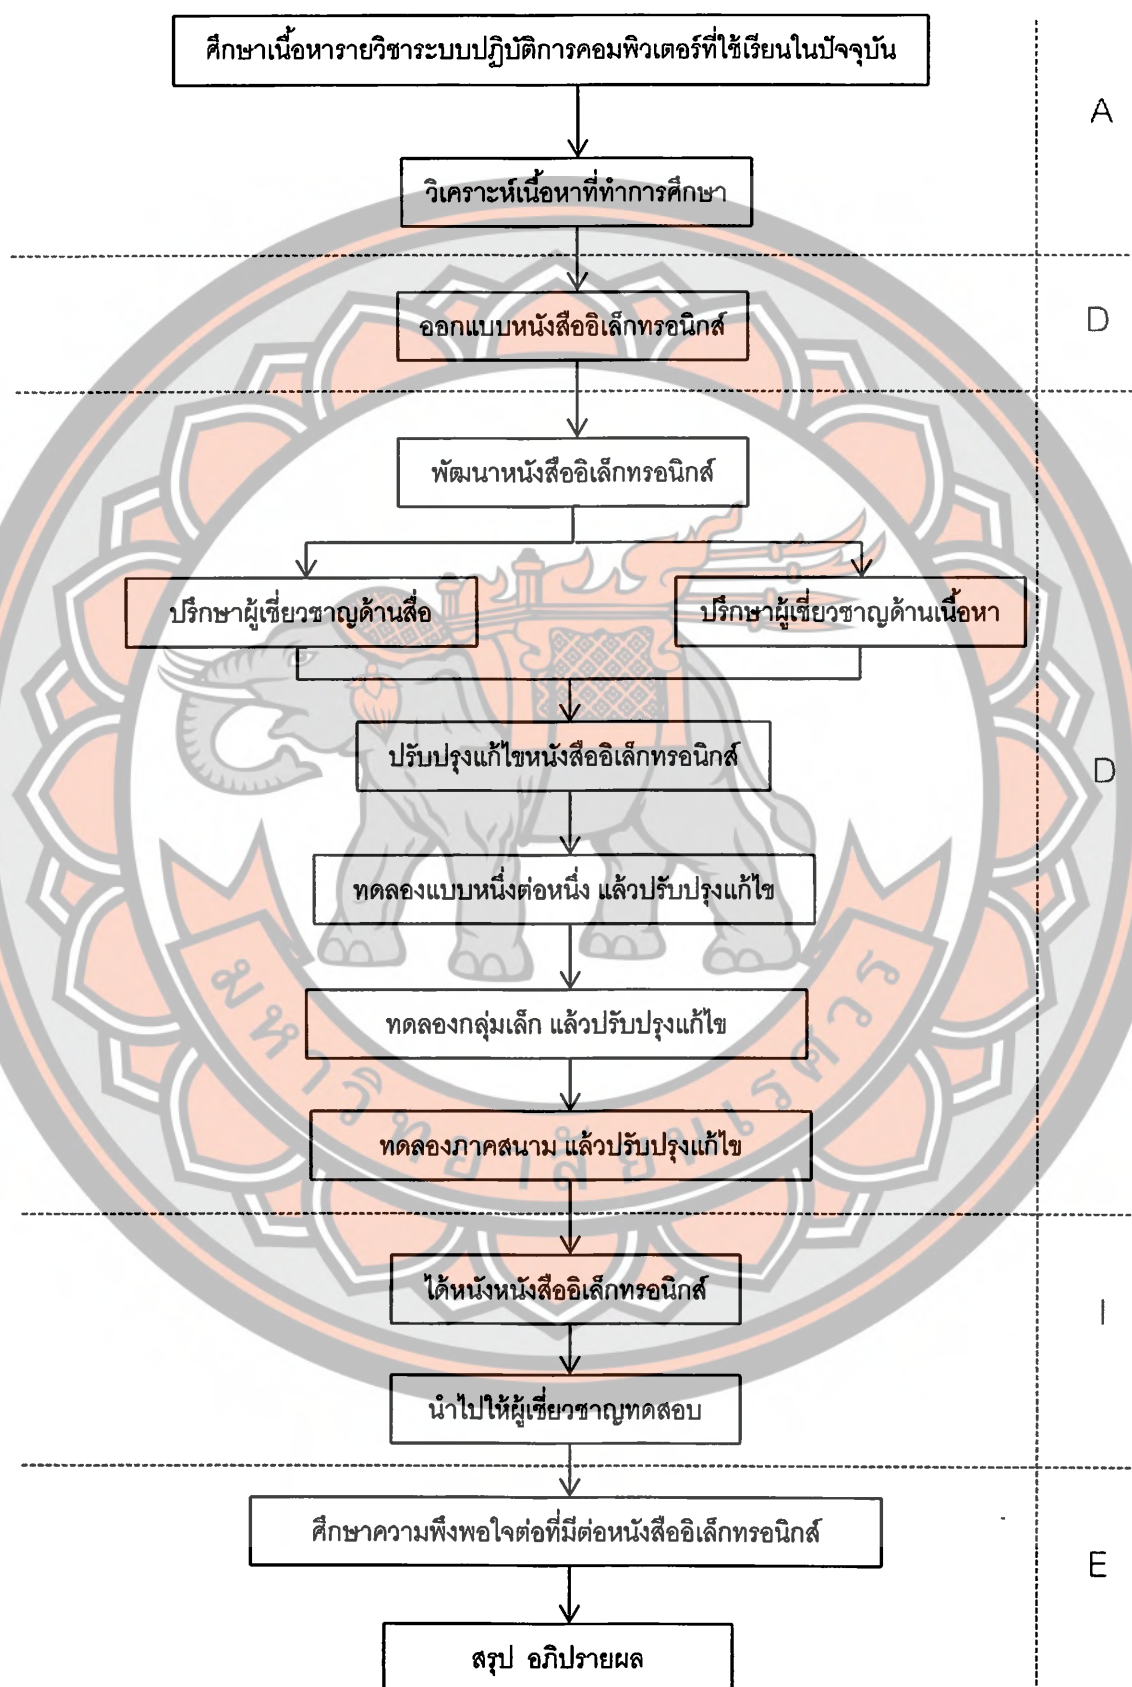 ศึกษาเนื้อหารายวิชาระบบปฏิบัติการคอมพิวเตอร์ที่ใช้เรียนในปัจจุบัน
A
วิเคราะห์เนื้อหาที่ทำการศึกษา
ออกแบบหนังสืออิเล็กทรอนิกส์
D
พัฒนาหนังสืออิเล็กทรอนิกส์
ปรึกษาผู้เชี่ยวชาญด้านสื่อ
ปรึกษาผู้เชี่ยวชาญด้านเนื้อหา
ปรับปรุงแก้ไขหนังสืออิเล็กทรอนิกส์
D
ทดลองแบบหนึ่งต่อหนึ่ง แล้วปรับปรุงแก้ไข
ทดลองกลุ่มเล็ก แล้วปรับปรุงแก้ไข
ทดลองภาคสนาม แล้วปรับปรุงแก้ไข
มหาวิทยาลัยนเรศวร
ได้หนังหนังสืออิเล็กทรอนิกส์
I
นำไปให้ผู้เชี่ยวชาญทดสอบ
ศึกษาความพึงพอใจต่อที่มีต่อหนังสืออิเล็กทรอนิกส์
E
สรุป อภิปรายผล